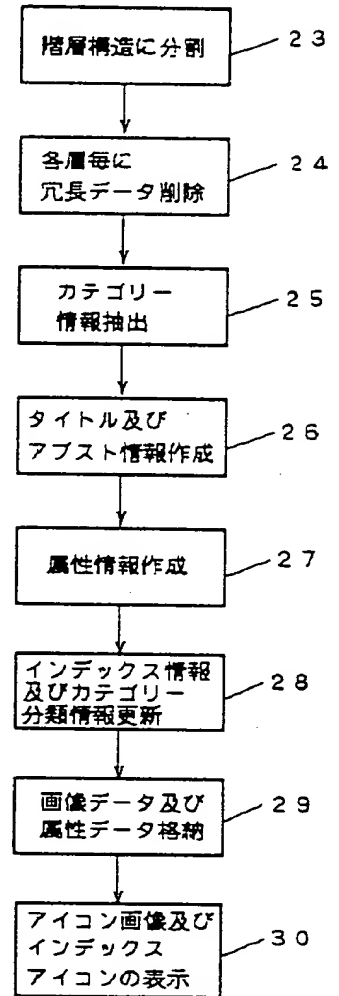 階層構造に分割
23
各層毎に
冗長データ削除
24
カテゴリー
情報抽出
25
タイトル及び
アブスト情報作成
26
属性情報作成
27
インデックス情報
及びカテゴリー
分類情報更新
28
画像データ及び
属性データ格納
29
アイコン画像及び
インデックス
アイコンの表示
30